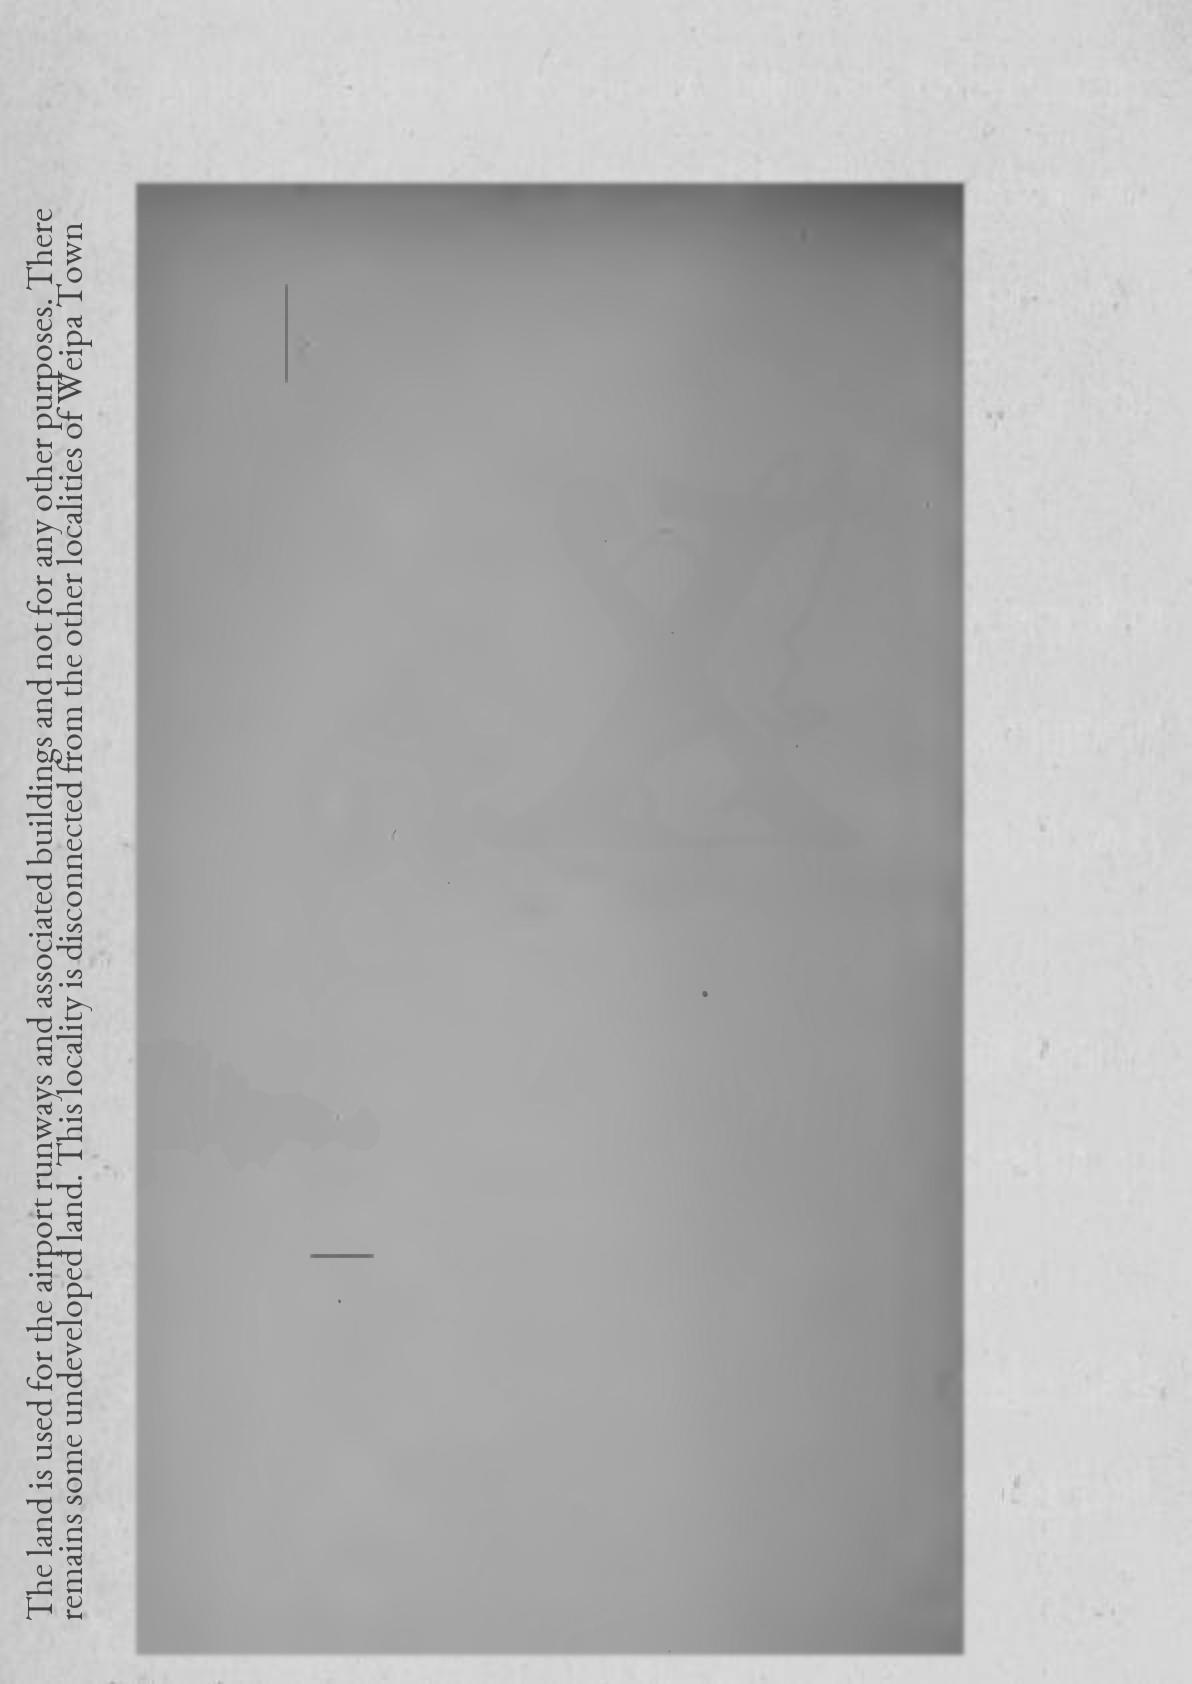 The land is used for the airport runways and associated buildings and not for any other purposes. There
remains some undeveloped land. This locality is disconnected from the other localities of Weipa Town